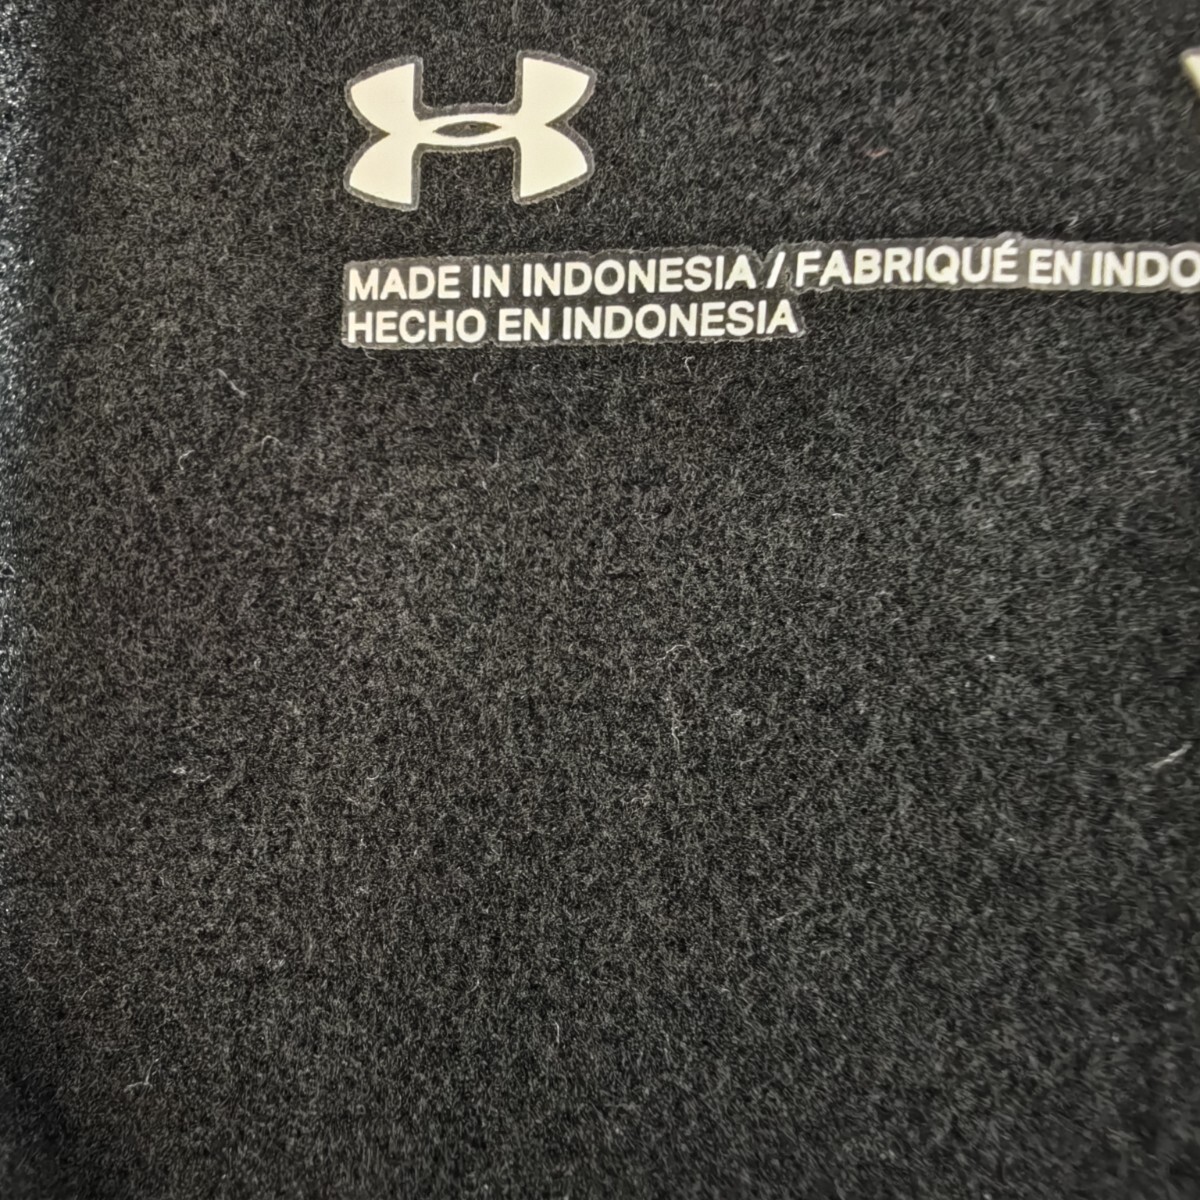 MADE IN INDONESIA / FABRIQUÉ EN INDO
HECHO EN INDONESIA